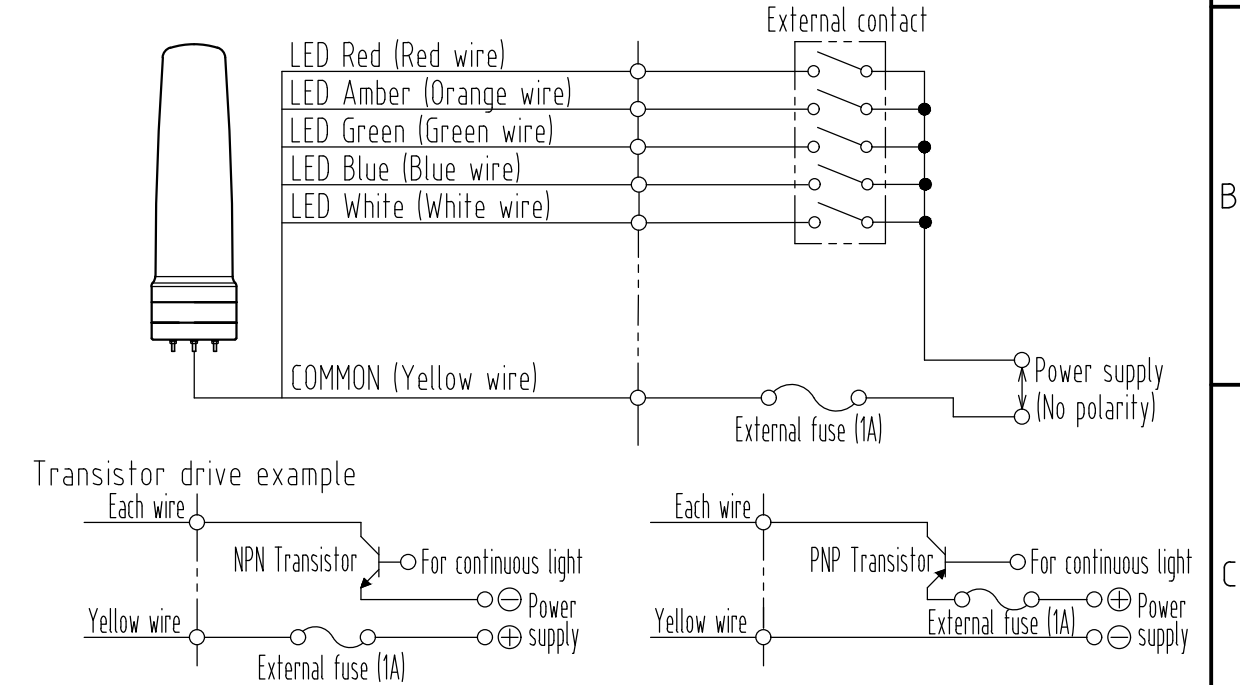 External contact
LED Red (Red wire)
LED Amber (Orange wire)
LED Green (Green wire)
LED Blue (Blue wire)
LED White (White wire)
B
COMMON (Yellow wire)
Power supply
(No polarity)
External fuse (1A)
Transistor drive example
Each wire
NPN Transistor
For continuous light
⊖ Power
Yellow wire
⊕ supply
External fuse (1A)
Each wire
PNP Transistor
For continuous light
⊕ Power
External fuse (1A)
Yellow wire
⊖ supply
C